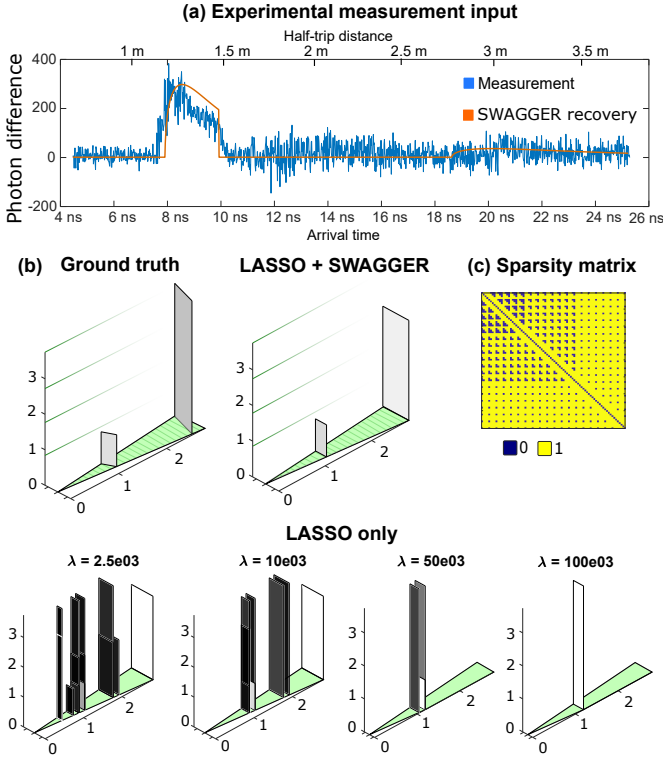 (a) Experimental measurement input
Half-trip distance
1 m 1.5 m 2 m 2.5 m 3 m 3.5 m
400
200
0
-200
Photon difference
Measurement
SWAGGER recovery
4 ns 6 ns 8 ns 10 ns 12 ns 14 ns 16 ns 18 ns 20 ns 22 ns 24 ns 26 ns
Arrival time
(b) Ground truth
LASSO + SWAGGER
(c) Sparsity matrix
3
2
1
0
0
1
2
3
2
1
0
0
1
2
0 1
LASSO only
λ = 2.5e03
λ = 10e03
λ = 50e03
λ = 100e03
3
2
1
0
0
1
2
3
2
1
0
0
1
2
3
2
1
0
0
1
2
3
2
1
0
0
1
2